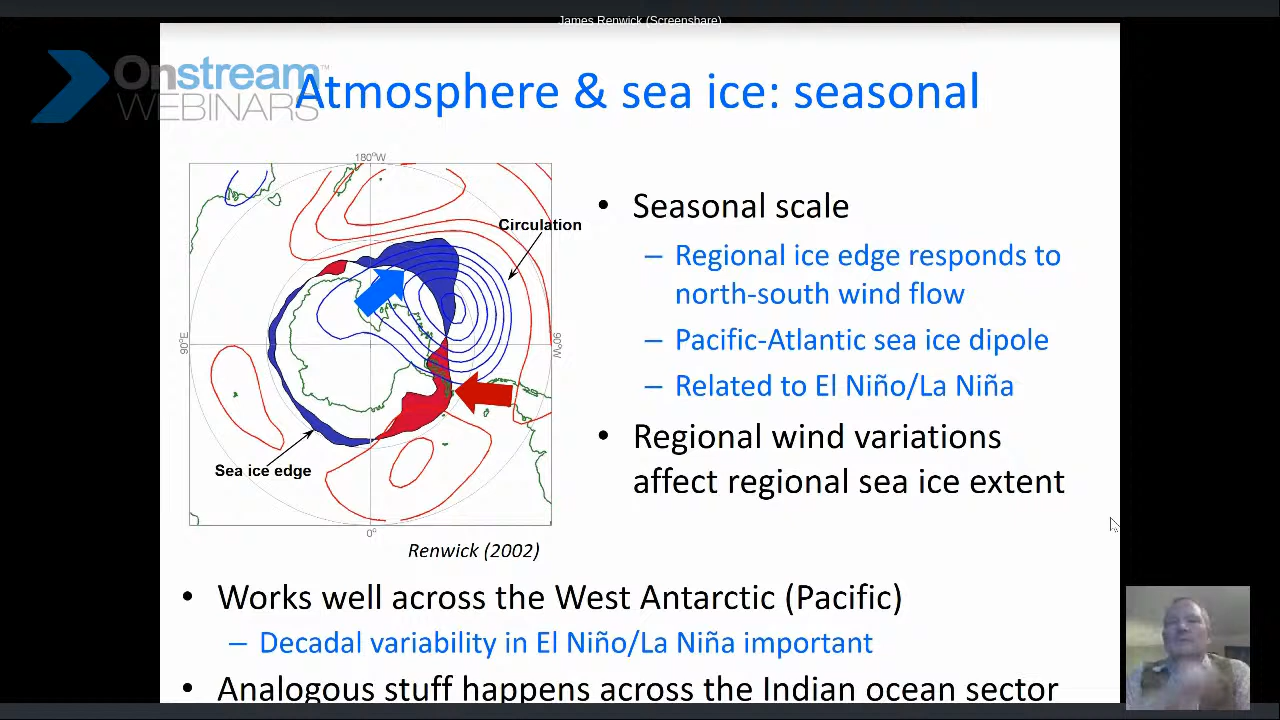 James Renwick (Screenshare)
Onstream™
WEBINARS
Atmosphere & sea ice: seasonal
180°W
Circulation
90°E
90°W
Sea ice edge
0°
Renwick (2002)
• Seasonal scale
– Regional ice edge responds to
north-south wind flow
– Pacific-Atlantic sea ice dipole
– Related to El Niño/La Niña
• Regional wind variations
affect regional sea ice extent
• Works well across the West Antarctic (Pacific)
– Decadal variability in El Niño/La Niña important
• Analogous stuff happens across the Indian ocean sector